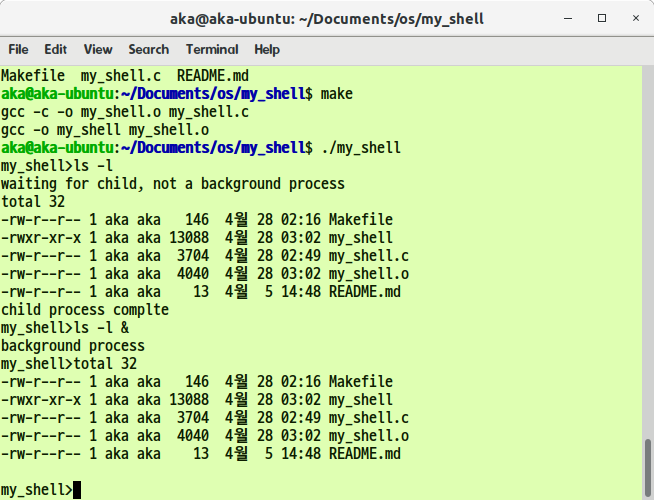 aka@aka-ubuntu: ~/Documents/os/my_shell
File Edit View Search Terminal Help
Makefile  my_shell.c  README.md
aka@aka-ubuntu:~/Documents/os/my_shell$ make
gcc -c -o my_shell.o my_shell.c
gcc -o my_shell my_shell.o
aka@aka-ubuntu:~/Documents/os/my_shell$ ./my_shell
my_shell>ls -l
waiting for child, not a background process
total 32
-rw-r--r-- 1 aka aka   146  4월 28 02:16 Makefile
-rwxr-xr-x 1 aka aka 13088  4월 28 03:02 my_shell
-rw-r--r-- 1 aka aka  3704  4월 28 02:49 my_shell.c
-rw-r--r-- 1 aka aka  4040  4월 28 03:02 my_shell.o
-rw-r--r-- 1 aka aka    13  4월  5 14:48 README.md
child process complte
my_shell>ls -l &
background process
my_shell>total 32
-rw-r--r-- 1 aka aka   146  4월 28 02:16 Makefile
-rwxr-xr-x 1 aka aka 13088  4월 28 03:02 my_shell
-rw-r--r-- 1 aka aka  3704  4월 28 02:49 my_shell.c
-rw-r--r-- 1 aka aka  4040  4월 28 03:02 my_shell.o
-rw-r--r-- 1 aka aka    13  4월  5 14:48 README.md
my_shell>